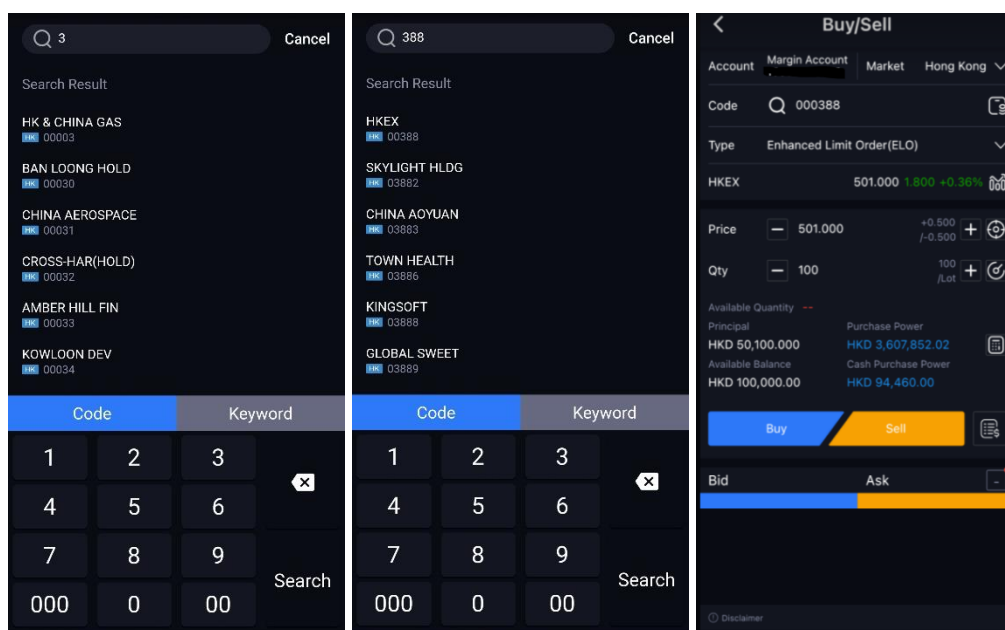 3
Cancel
Search Result
HK & CHINA GAS
HK 00003
BAN LOONG HOLD
HK 00030
CHINA AEROSPACE
HK 00031
CROSS-HAR(HOLD)
HK 00032
AMBER HILL FIN
HK 00033
KOWLOON DEV
HK 00034
Code Keyword
1 2 3
4 5 6
7 8 9
Search
000 0 00
388
Cancel
Search Result
HKEX
HK 00388
SKYLIGHT HLDG
HK 03882
CHINA AOYUAN
HK 03883
TOWN HEALTH
HK 03886
KINGSOFT
HK 03888
GLOBAL SWEET
HK 03889
Code Keyword
1 2 3
4 5 6
7 8 9
Search
000 0 00
Buy/Sell
Account Margin Account Market Hong Kong
Code 000388
Type Enhanced Limit Order(ELO)
HKEX 501.000 1.800 +0.36%
Price 501.000 +0.500 /-0.500
Qty 100 100 /Lot
Available Quantity --
Principal Purchase Power
HKD 50,100.000 HKD 3,607,852.02
Available Balance Cash Purchase Power
HKD 100,000.00 HKD 94,460.00
Buy Sell
Bid Ask
Disclaimer